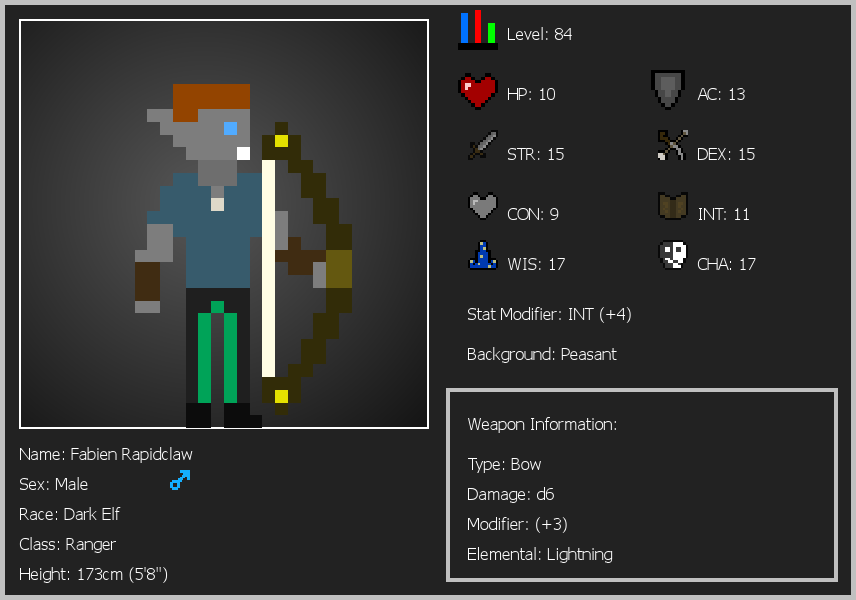 Level: 84
HP: 10
AC: 13
STR: 15
DEX: 15
CON: 9
INT: 11
WIS: 17
CHA: 17
Stat Modifier: INT (+4)
Background: Peasant
Weapon Information:
Type: Bow
Damage: d6
Modifier: (+3)
Elemental: Lightning
Name: Fabien Rapidclaw
Sex: Male
Race: Dark Elf
Class: Ranger
Height: 173cm (5'8")